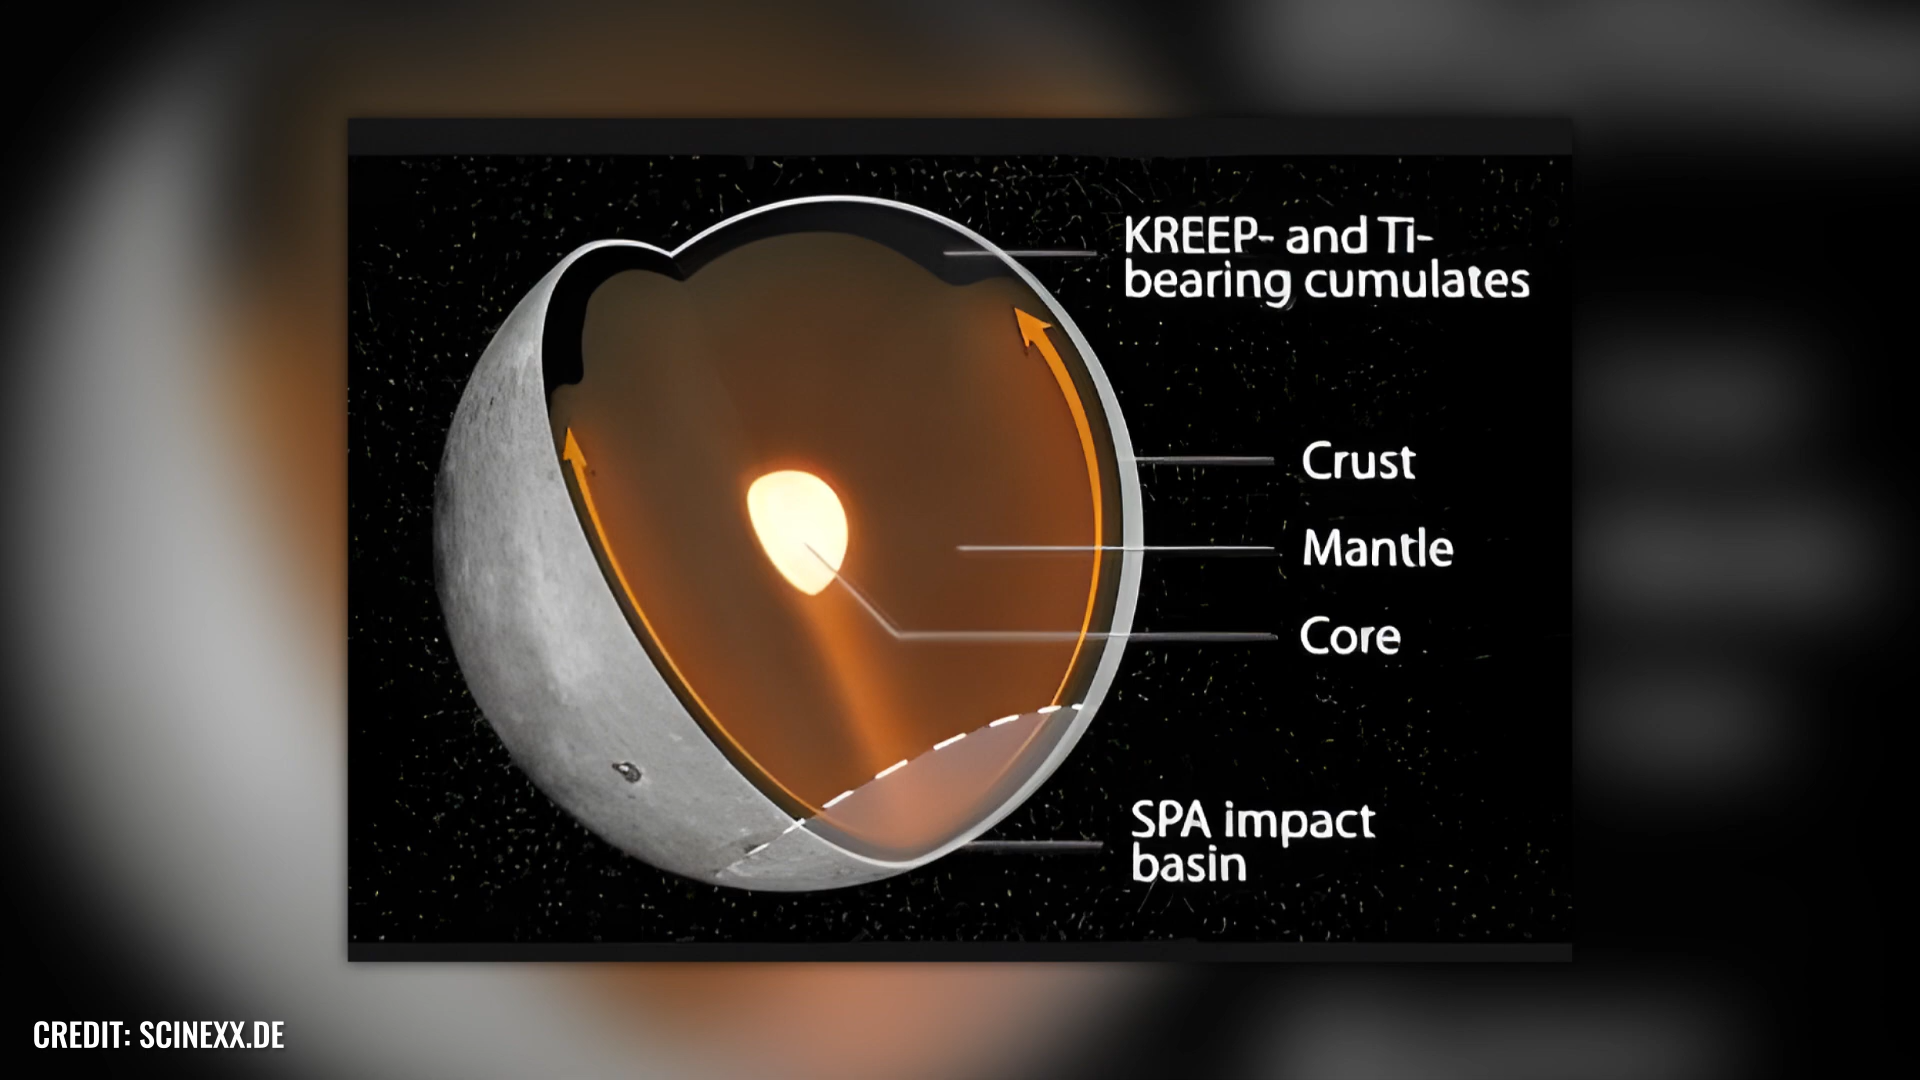 KREEP- and Ti-
bearing cumulates
Crust
Mantle
Core
SPA impact
basin
CREDIT: SCINEXX.DE